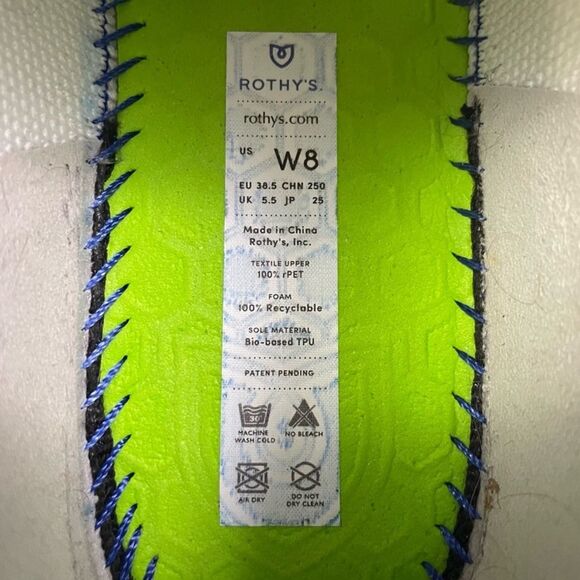 ROTHY'S.
rothys.com
US W8
EU 38.5 CHN 250
UK 5.5 JP 25
Made in China
Rothy's, Inc.
TEXTILE UPPER
100% rPET
FOAM
100% Recyclable
SOLE MATERIAL
Bio-based TPU
PATENT PENDING
30°
MACHINE WASH COLD NO BLEACH
AIR DRY DO NOT DRY CLEAN